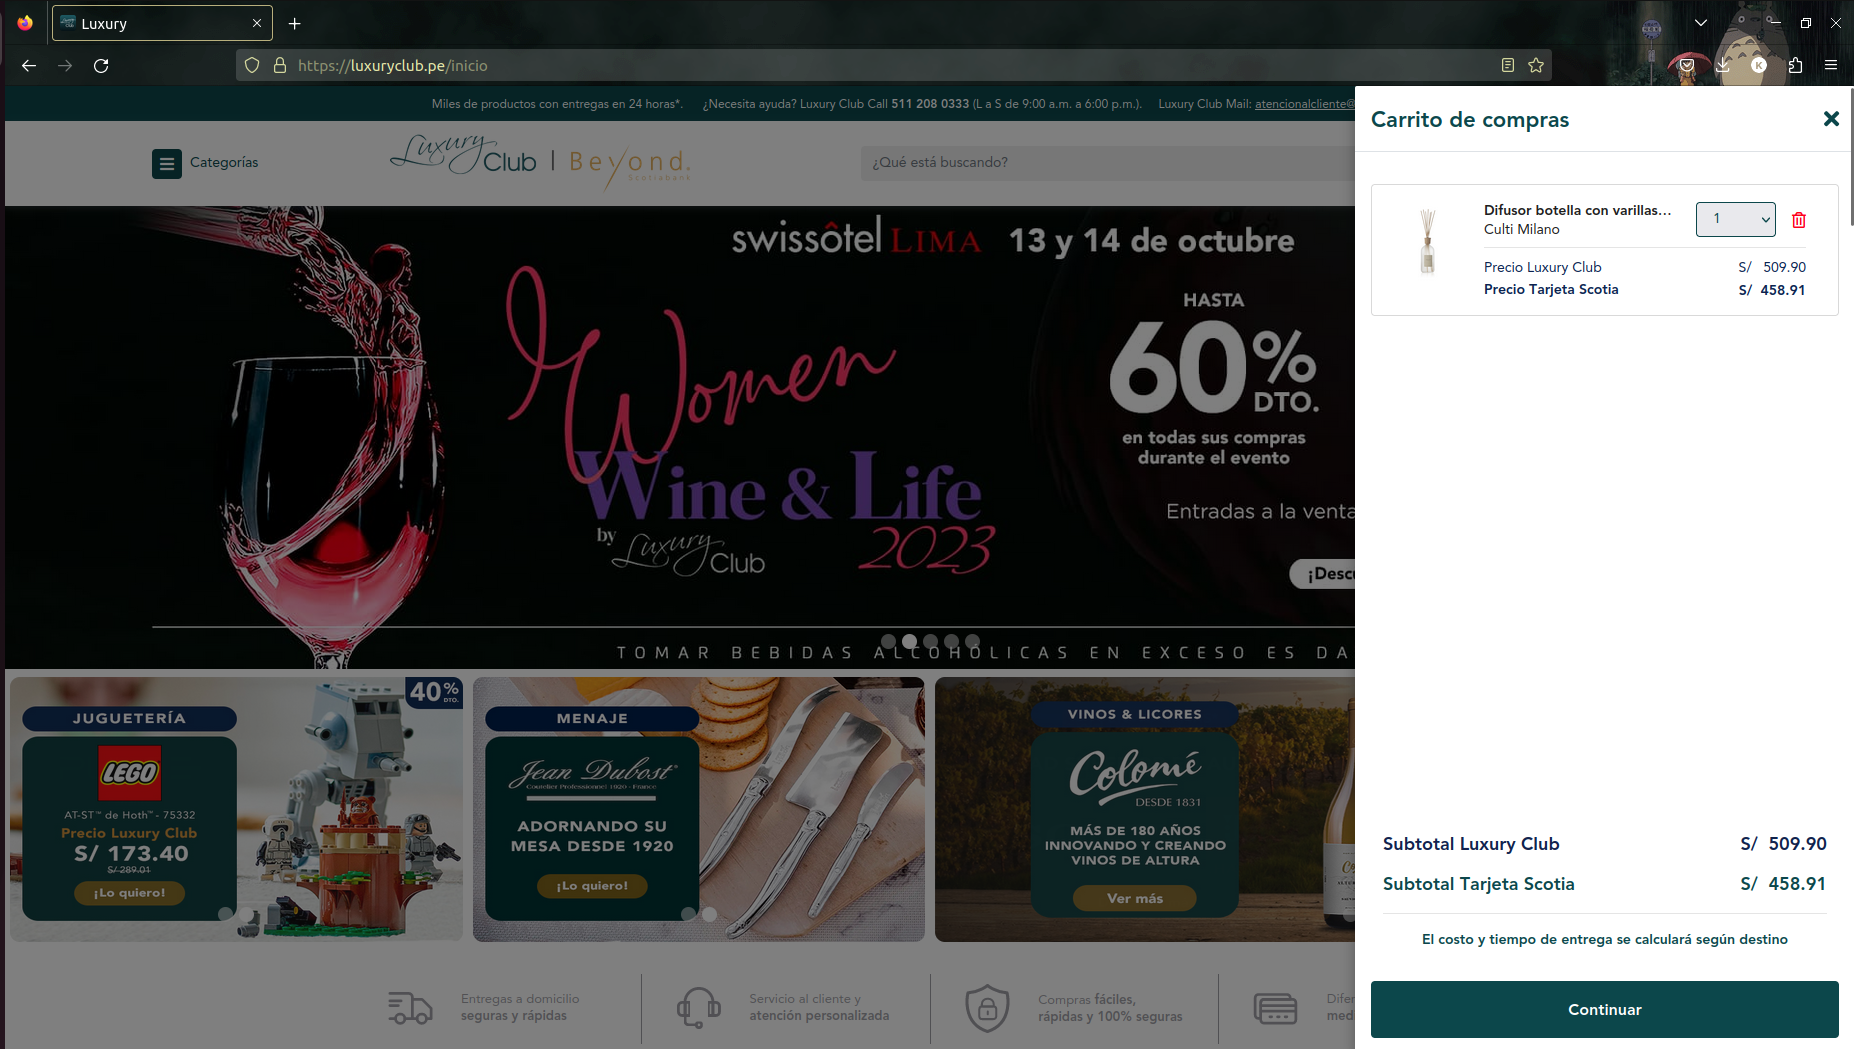 Luxury
https://luxuryclub.pe/inicio
K
Miles de productos con entregas en 24 horas*. ¿Necesita ayuda? Luxury Club Call 511 208 0333 (L a S de 9:00 a.m. a 6:00 p.m.). Luxury Club Mail: atencionalcliente@
Categorías
Luxury Club | Beyond.
Scotiabank
¿Qué está buscando?
swissôtel LIMA 13 y 14 de octubre
Women
Wine & Life
by Luxury Club 2023
HASTA
60%
DTO.
en todas sus compras
durante el evento
Entradas a la venta
¡Descu
TOMAR BEBIDAS ALCOHÓLICAS EN EXCESO ES DA
JUGUETERÍA
40%
DTO.
LEGO
AT-ST™ de Hoth™ - 75332
Precio Luxury Club
S/ 173.40
S/ 289.01
¡Lo quiero!
MENAJE
Jean Dubost®
Coutelier Professionnel 1920 - France
ADORNANDO SU
MESA DESDE 1920
¡Lo quiero!
VINOS & LICORES
Colomé
DESDE 1831
MÁS DE 180 AÑOS
INNOVANDO Y CREANDO
VINOS DE ALTURA
Ver más
Entregas a domicilio
seguras y rápidas
Servicio al cliente y
atención personalizada
Compras fáciles,
rápidas y 100% seguras
Difer
med
Carrito de compras
Difusor botella con varillas...
Culti Milano
1
Precio Luxury Club S/ 509.90
Precio Tarjeta Scotia S/ 458.91
Subtotal Luxury Club S/ 509.90
Subtotal Tarjeta Scotia S/ 458.91
El costo y tiempo de entrega se calculará según destino
Continuar